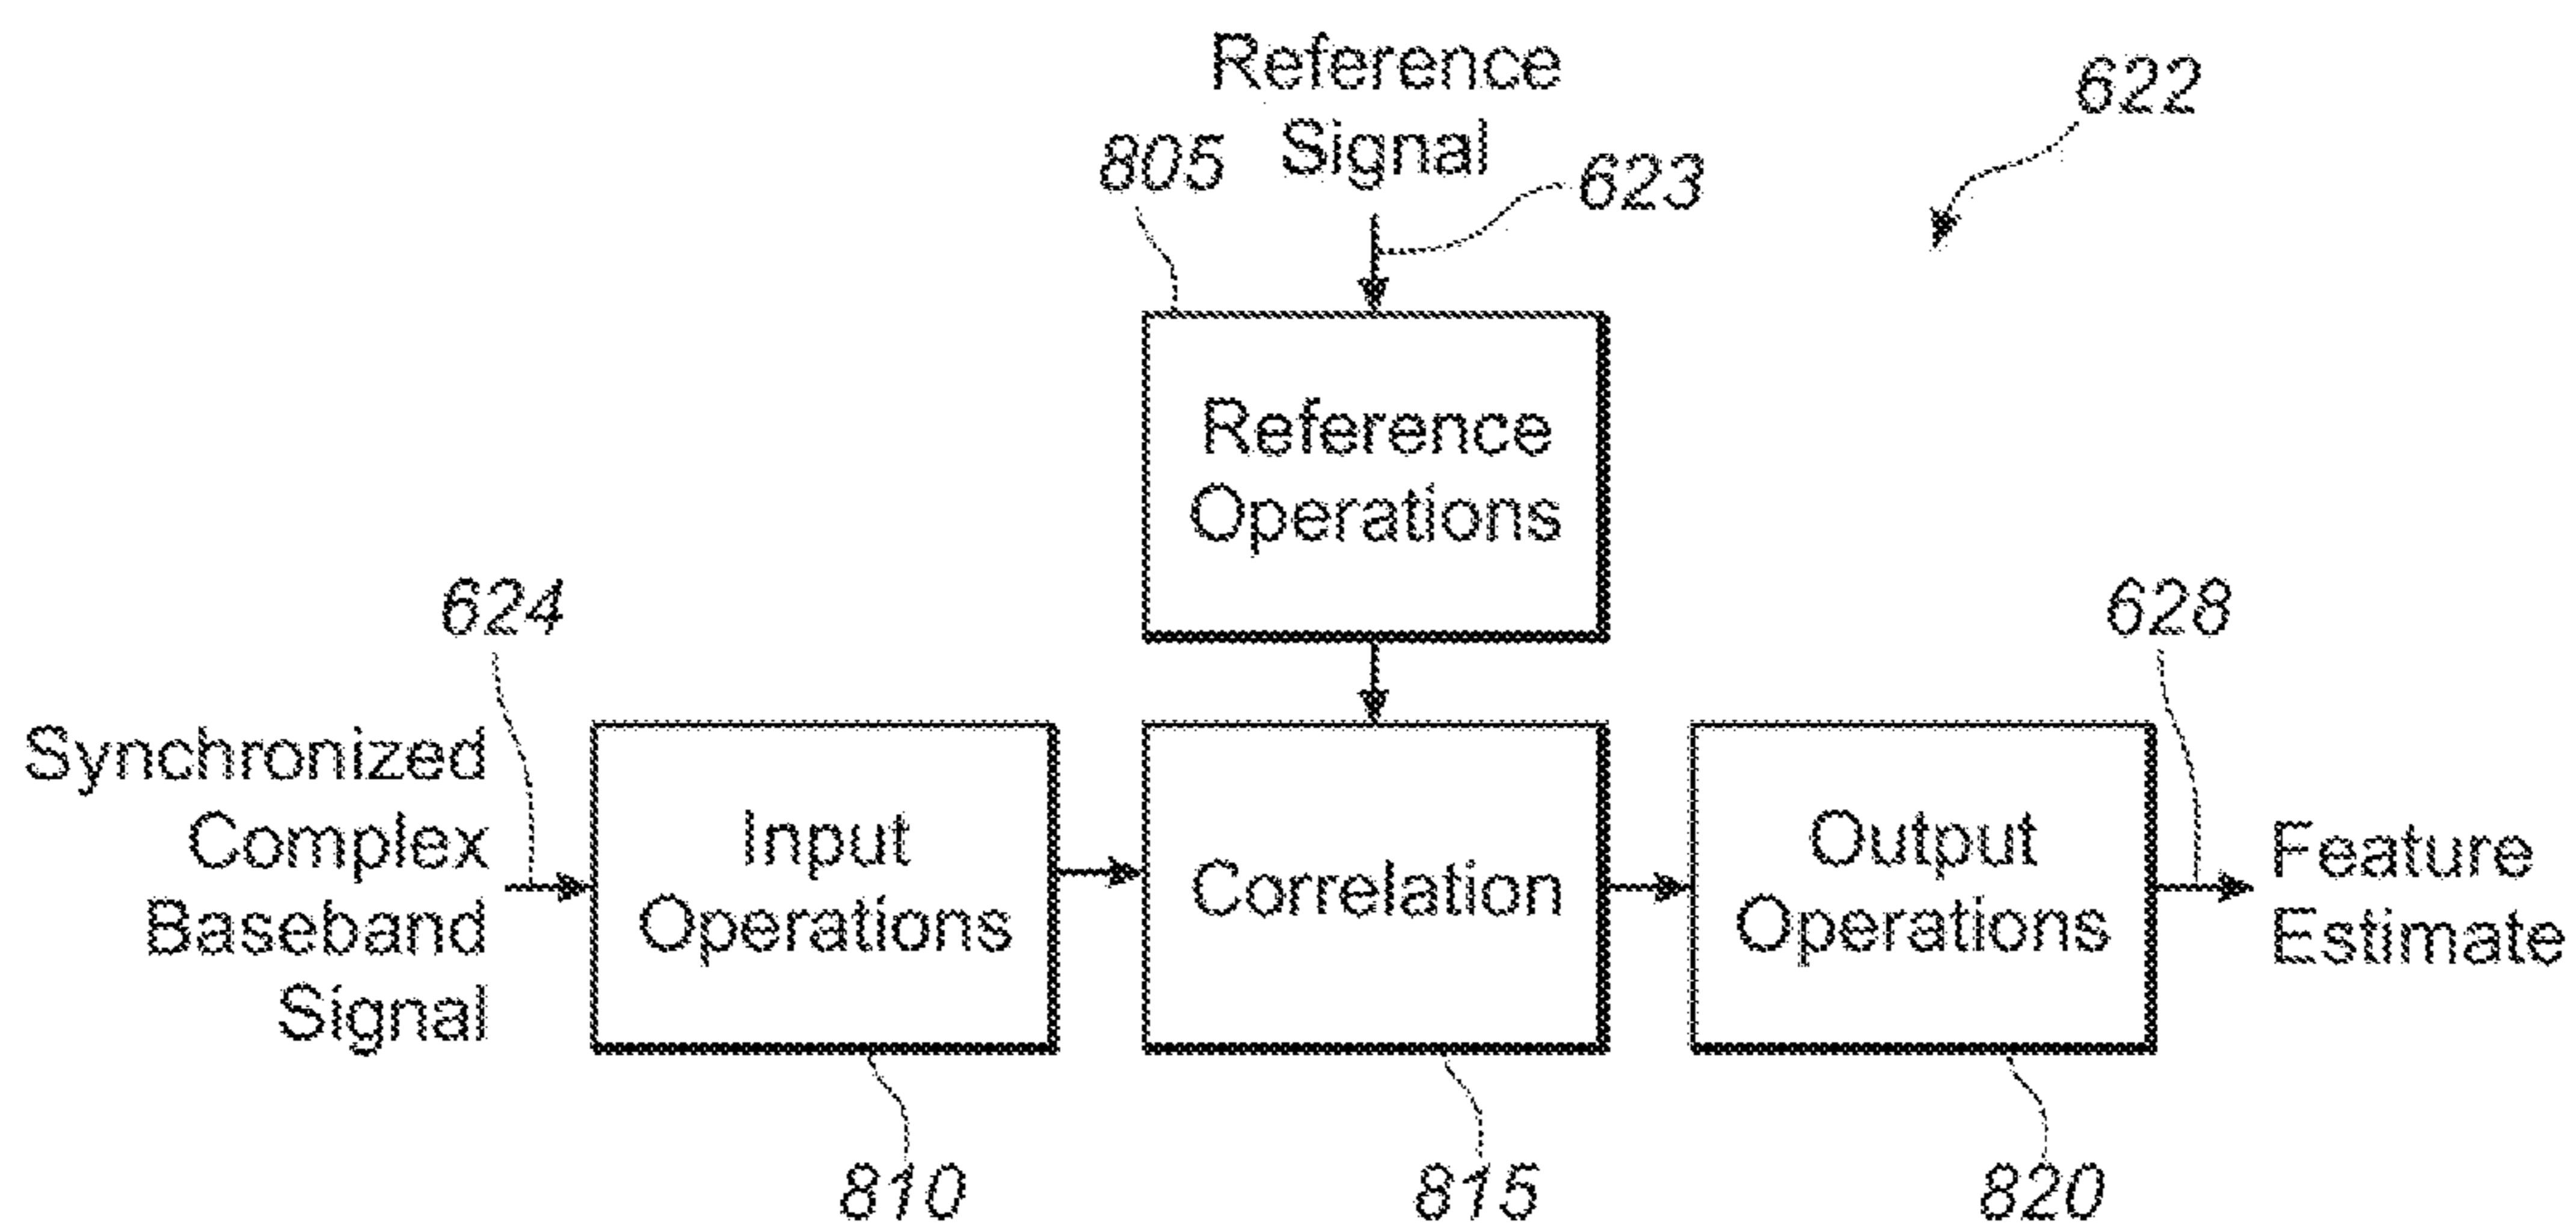 Reference
Signal
622
805
623
Reference
Operations
624
628
Synchronized
Complex
Baseband
Signal
Input
Operations
Correlation
Output
Operations
Feature
Estimate
810
815
820